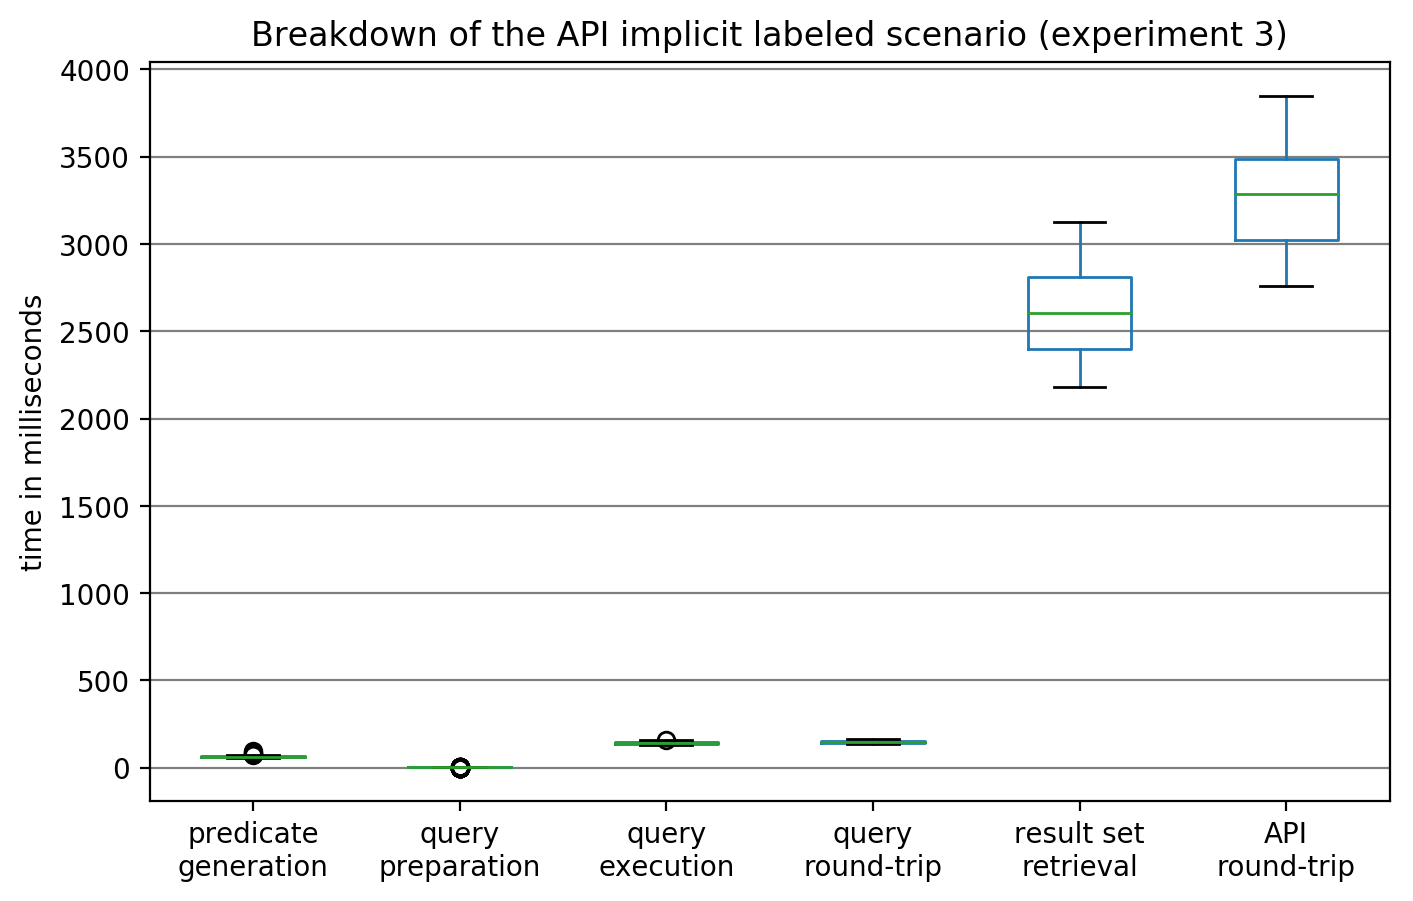 Breakdown of the API implicit labeled scenario (experiment 3)
4000
3500
3000
2500
2000
1500
1000
500
0
time in milliseconds
predicate
generation
query
preparation
query
execution
query
round-trip
result set
retrieval
API
round-trip